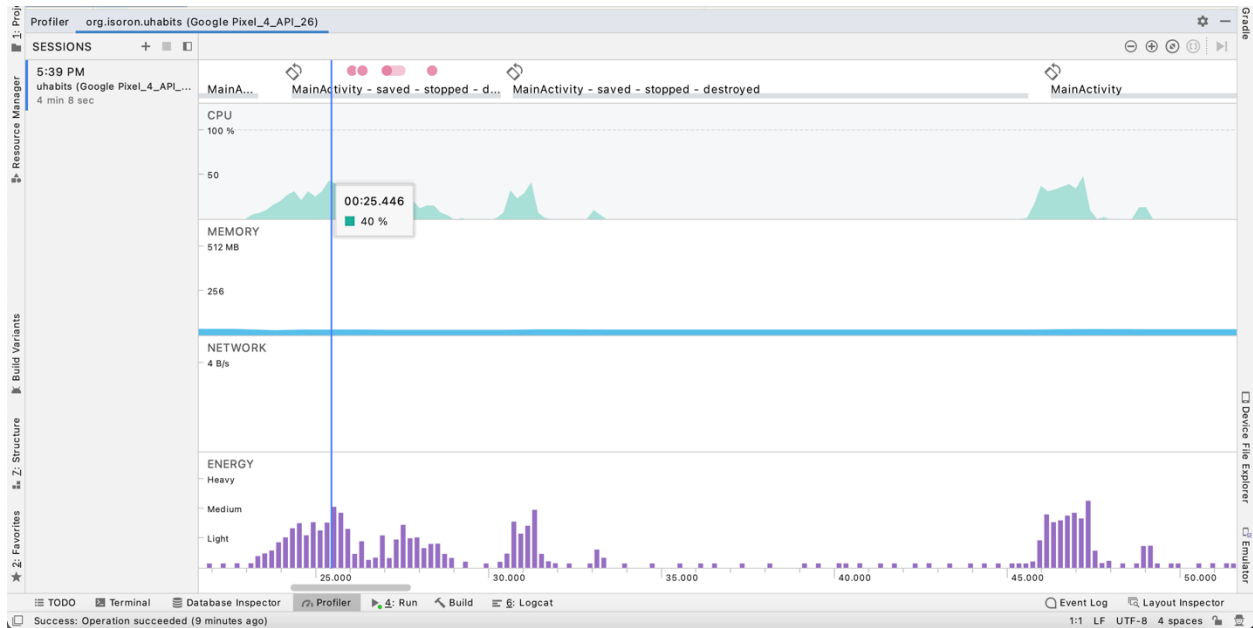 Profiler org.isoron.uhabits (Google Pixel_4_API_26)
SESSIONS
5:39 PM
uhabits (Google Pixel_4_API_...
4 min 8 sec
MainA...
MainActivity - saved - stopped - d...
MainActivity - saved - stopped - destroyed
MainActivity
CPU
100 %
50
00:25.446
40 %
MEMORY
512 MB
256
NETWORK
4 B/s
ENERGY
Heavy
Medium
Light
25.000 30.000 35.000 40.000 45.000 50.000
1: Proj
Resource Manager
Build Variants
Z: Structure
2: Favorites
Gradle
Device File Explorer
Emulator
TODO Terminal Database Inspector Profiler 4: Run Build 6: Logcat Event Log Layout Inspector
Success: Operation succeeded (9 minutes ago) 1:1 LF UTF-8 4 spaces